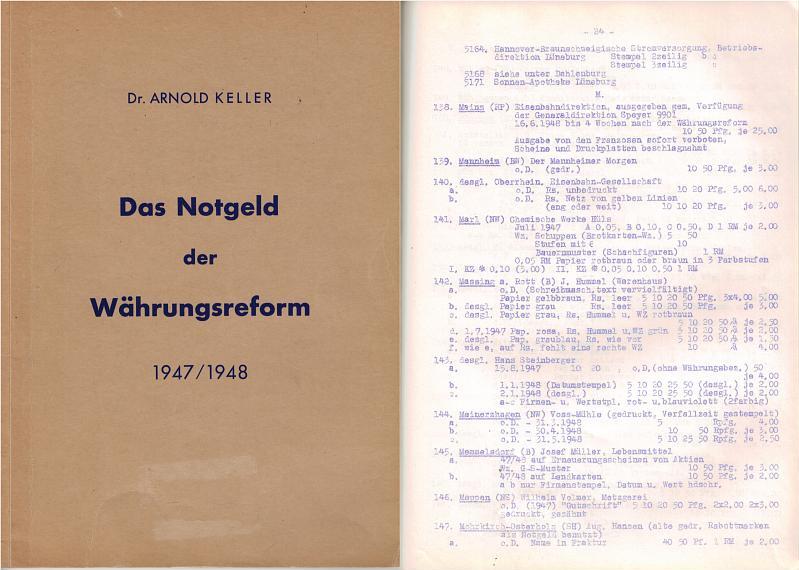 Dr. ARNOLD KELLER
Das Notgeld
der
Währungsreform
1947/1948
- 24 -
5164. Hannover-Braunschweigische Stromversorgung, Betriebs-
direktion Lüneburg Stempel 2zeilig b
Stempel 3zeilig
5168 siehe unter Dahlenburg
5171 Sonnen-Apotheke Lüneburg
M.
138. Mainz (RP) Eisenbahndirektion, ausgegeben gem. Verfügung
der Generaldirektion Speyer 9901
16.6.1948 bis 4 Wochen nach der Währungsreform
10 50 Pfg. je 25.00
Ausgabe von den Franzosen sofort verboten,
Scheine und Druckplatten beschlagnahmt
139. Mannheim (BW) Der Mannheimer Morgen
o.D. (gedr.) 10 50 Pfg. je 3.00
140. desgl. Oberrhein. Eisenbahn-Gesellschaft
a. o.D. Rs. unbedruckt 10 20 Pfg. 5.00 6.00
b. o.D. Rs. Netz von gelben Linien
(eng oder weit) 10 10 20 Pfg. je 3.00
141. Marl (NW) Chemische Werke Hüls
Juli 1947 A 0,05, B 0,10, C 0,50, D 1 RM je 2.00
Wz. Schuppen (Brotkarten-Wz.) 5 50
Stufen mit 10
Bauernmuster (Schachfiguren) 1 RM
0,05 RM Papier rotbraun oder braun in 3 Farbstufen
I. KZ * 0,10 (3.00) II. KZ * 0,05 0,10 0,50 1 RM
142. Massing a. Rott (B) J. Hummel (Warenhaus)
a. o.D. (Schreibmasch.text vervielfältigt)
Papier gelbbraun, Rs. leer 5 10 20 50 Pfg. 3x4.00 5.00
b. desgl. Papier grau, Rs. leer 5 10 20 50 Pfg. je 3.00
c. desgl. Papier grau, Rs. Hummel u. WZ rotbraun
5 10 20 50 je 2.50
d. 1.7.1947 Pap. rosa, Rs. Hummel u. WZ grün 5 10 20 50 je 2.00
e. desgl. Pap. graublau, Rs. wie vor 5 10 20 50 je 1.50
f. wie e, auf Rs. fehlt eine rechte WZ 10 4.00
143. desgl. Hans Steinberger
a. 15.8.1947 10 20 o.D. (ohne Währungsbez.) 50
je 4.00
b. 1.1.1948 (Datumstempel) 5 10 20 25 50 (desgl.) je 2.00
c. 2.1.1948 (desgl.) 5 10 20 25 50 (desgl.) je 2.00
a-c Firmen- u. Wertstpl. rot- u. blauviolett (2farbig)
144. Meinerzhagen (NW) Voss-Mühle (gedruckt, Verfallzeit gestempelt)
a. o.D. - 31.3.1948 5 Rpfg. 4.00
b. o.D. - 30.4.1948 10 50 Rpfg. je 3.00
c. o.D. - 31.5.1948 5 10 25 50 Rpfg. je 2.50
145. Memmelsdorf (B) Josef Müller, Lebensmittel
a. 47/48 auf Erneuerungsscheinen von Aktien
Wz. G-S-Muster 10 50 Pfg. je 3.00
b. 47/48 auf Landkarten 10 50 Pfg. je 2.00
a b nur Firmenstempel, Datum u. Wert hdschr.
146. Meppen (NS) Wilhelm Volmer, Metzgerei
o.D. (1947) "Gutschrift" 5 10 20 50 Pfg. 2x2.00 2x3.00
gedruckt, gezähnt
147. Mohrkirch-Osterholz (SH) Aug. Hansen (alte gedr. Rabattmarken
als Notgeld benutzt)
a. o.D. Name in Fraktur 40 50 Pf. 1 RM je 2.00